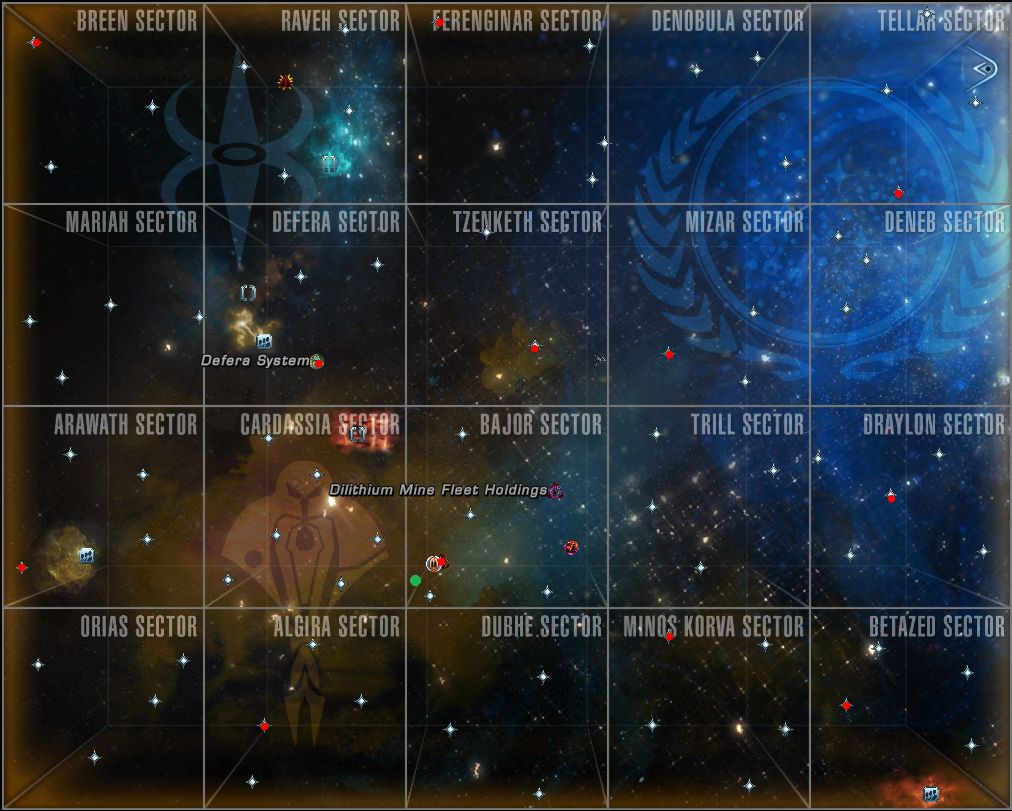 BREEN SECTOR
RAVEH SECTOR
FERENGINAR SECTOR
DENOBULA SECTOR
TELLAR SECTOR
MARIAH SECTOR
DEFERA SECTOR
TZENKETH SECTOR
MIZAR SECTOR
DENEB SECTOR
Defera System
ARAWATH SECTOR
CARDASSIA SECTOR
BAJOR SECTOR
TRILL SECTOR
DRAYLON SECTOR
Dilithium Mine Fleet Holdings
ORIAS SECTOR
ALGIRA SECTOR
DUBHE SECTOR
MINOS KORVA SECTOR
BETAZED SECTOR